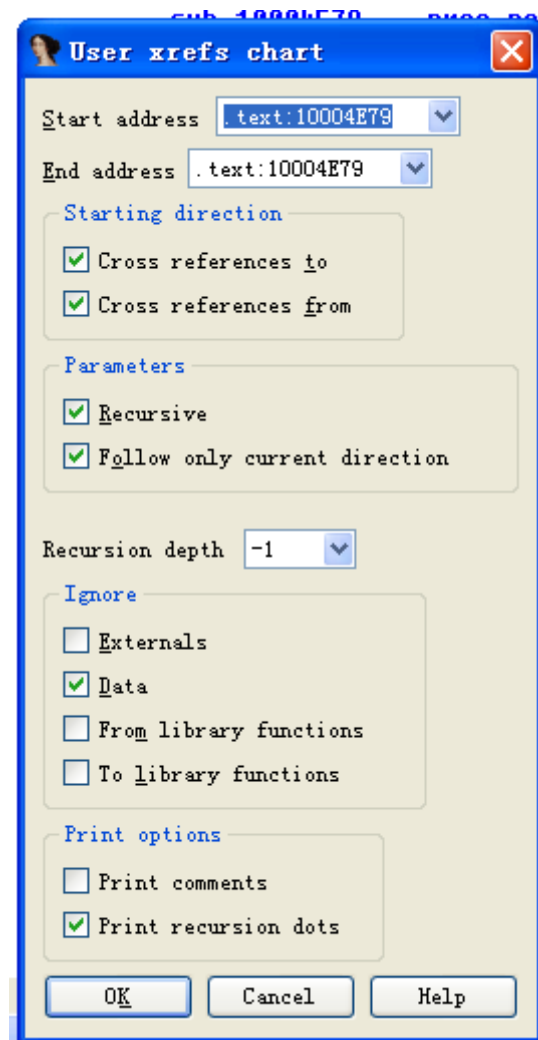 User xrefs chart
Start address .text:10004E79
End address .text:10004E79
Starting direction
Cross references to
Cross references from
Parameters
Recursive
Follow only current direction
Recursion depth -1
Ignore
Externals
Data
From library functions
To library functions
Print options
Print comments
Print recursion dots
OK Cancel Help